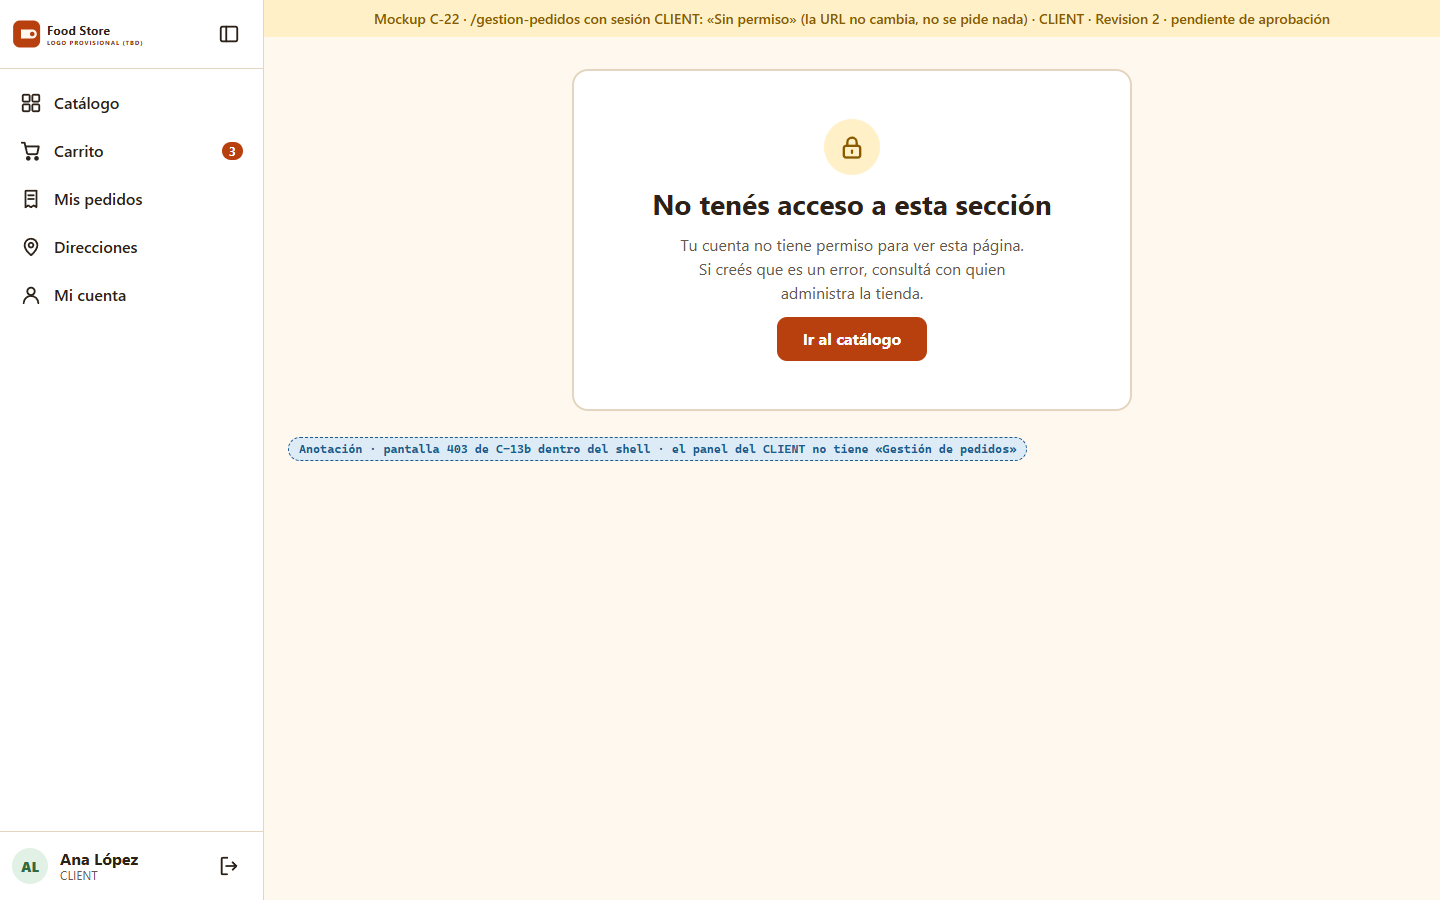 Food Store
LOGO PROVISIONAL (TBD)
Catálogo
Carrito 3
Mis pedidos
Direcciones
Mi cuenta
AL
Ana López
CLIENT
Mockup C-22 · /gestion-pedidos con sesión CLIENT: «Sin permiso» (la URL no cambia, no se pide nada) · CLIENT · Revision 2 · pendiente de aprobación
No tenés acceso a esta sección
Tu cuenta no tiene permiso para ver esta página.
Si creés que es un error, consultá con quien
administra la tienda.
Ir al catálogo
Anotación · pantalla 403 de C-13b dentro del shell · el panel del CLIENT no tiene «Gestión de pedidos»